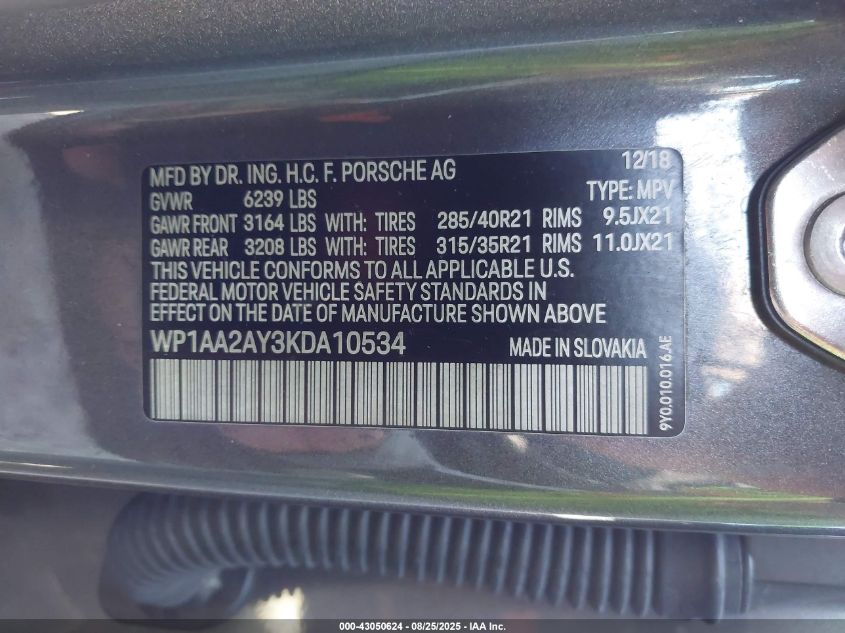 MFD BY DR. ING. H.C. F. PORSCHE AG 12/18
GVWR 6239 LBS TYPE: MPV
GAWR FRONT 3164 LBS WITH: TIRES 285/40R21 RIMS 9.5JX21
GAWR REAR 3208 LBS WITH: TIRES 315/35R21 RIMS 11.0JX21
THIS VEHICLE CONFORMS TO ALL APPLICABLE U.S.
FEDERAL MOTOR VEHICLE SAFETY STANDARDS IN
EFFECT ON THE DATE OF MANUFACTURE SHOWN ABOVE
WP1AA2AY3KDA10534 MADE IN SLOVAKIA
9Y0.010.016.AE
000-43050624 - 08/25/2025 - IAA Inc.